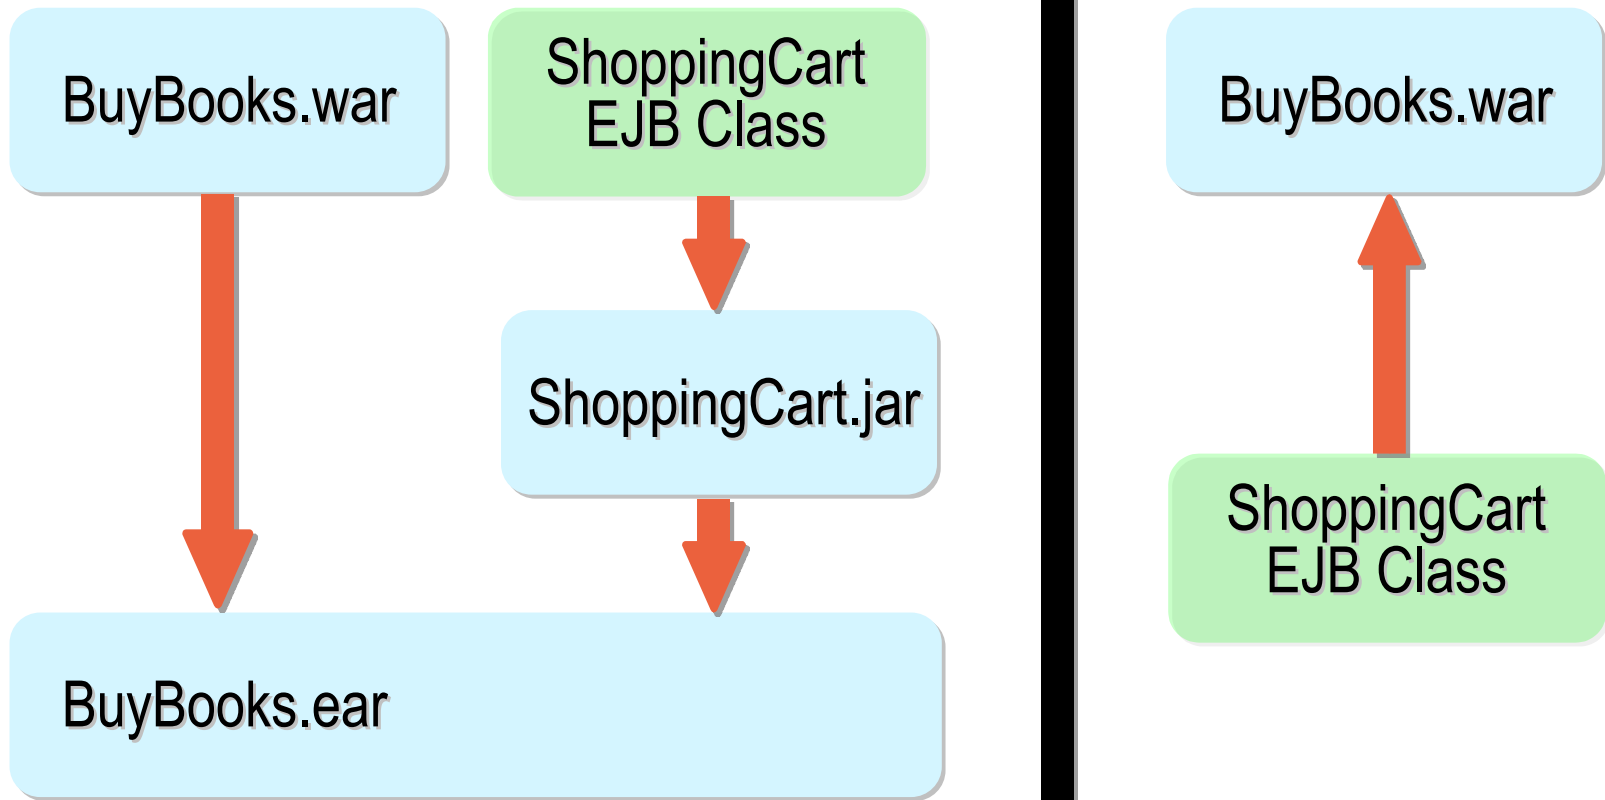 BuyBooks.war
ShoppingCart
EJB Class
ShoppingCart.jar
BuyBooks.ear
BuyBooks.war
ShoppingCart
EJB Class